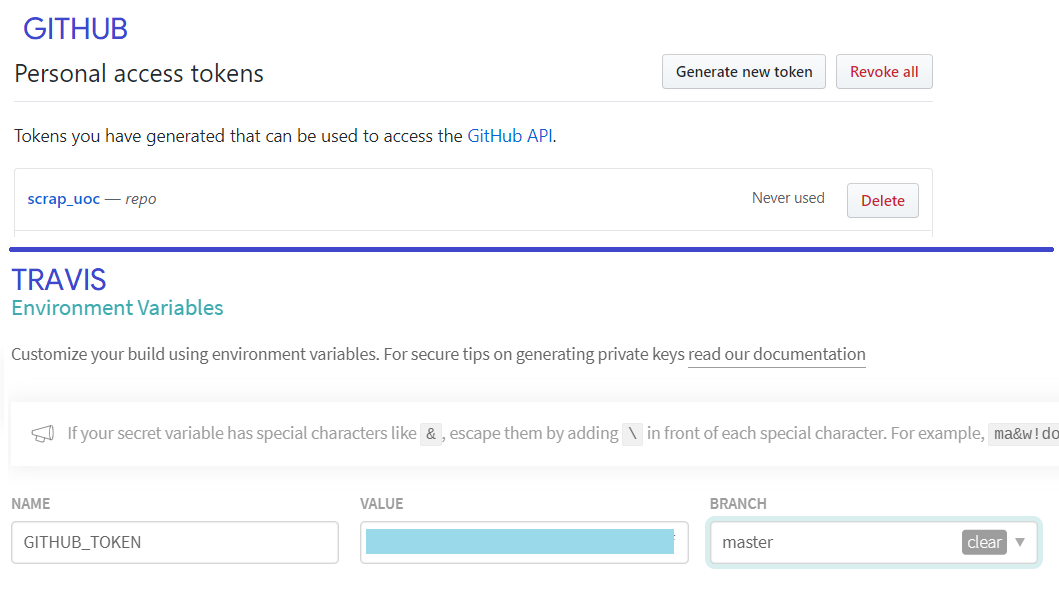 GITHUB
Personal access tokens
Generate new token
Revoke all
Tokens you have generated that can be used to access the GitHub API.
scrap_uoc — repo
Never used
Delete
TRAVIS
Environment Variables
Customize your build using environment variables. For secure tips on generating private keys read our documentation
If your secret variable has special characters like & , escape them by adding \ in front of each special character. For example, ma&w!do
NAME
VALUE
BRANCH
GITHUB_TOKEN
master
clear